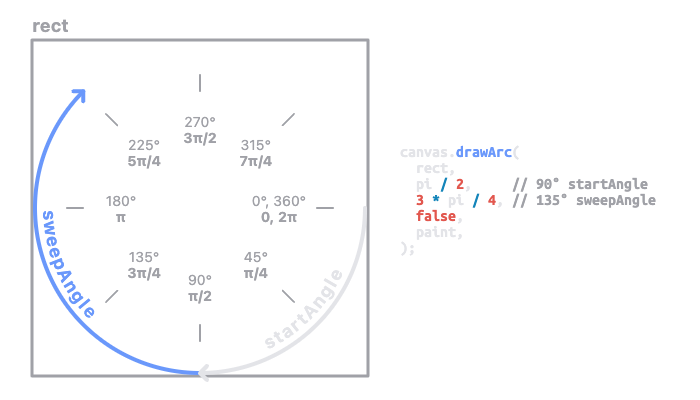 rect
270°
3π/2
225°
5π/4
315°
7π/4
180°
π
0°, 360°
0, 2π
135°
3π/4
45°
π/4
90°
π/2
sweepAngle
startAngle
canvas.drawArc(
rect,
pi / 2,     // 90° startAngle
3 * pi / 4, // 135° sweepAngle
false,
paint,
);